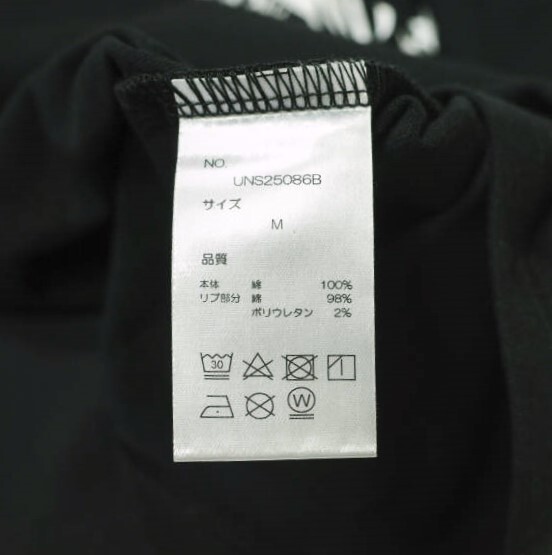 NO.
UNS25086B
サイズ
M
品質
本体 綿 100%
リブ部分 綿 98%
ポリウレタン 2%
30
W